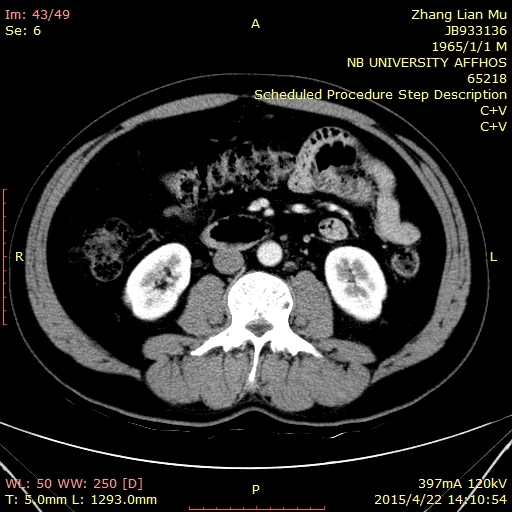 Im: 43/49
Se: 6
A
Zhang Lian Mu
JB933136
1965/1/1 M
NB UNIVERSITY AFFHOS
65218
Scheduled Procedure Step Description
C+V
C+V
R
L
WL: 50 WW: 250 [D]
T: 5.0mm L: 1293.0mm
P
397mA 120kV
2015/4/22 14:10:54